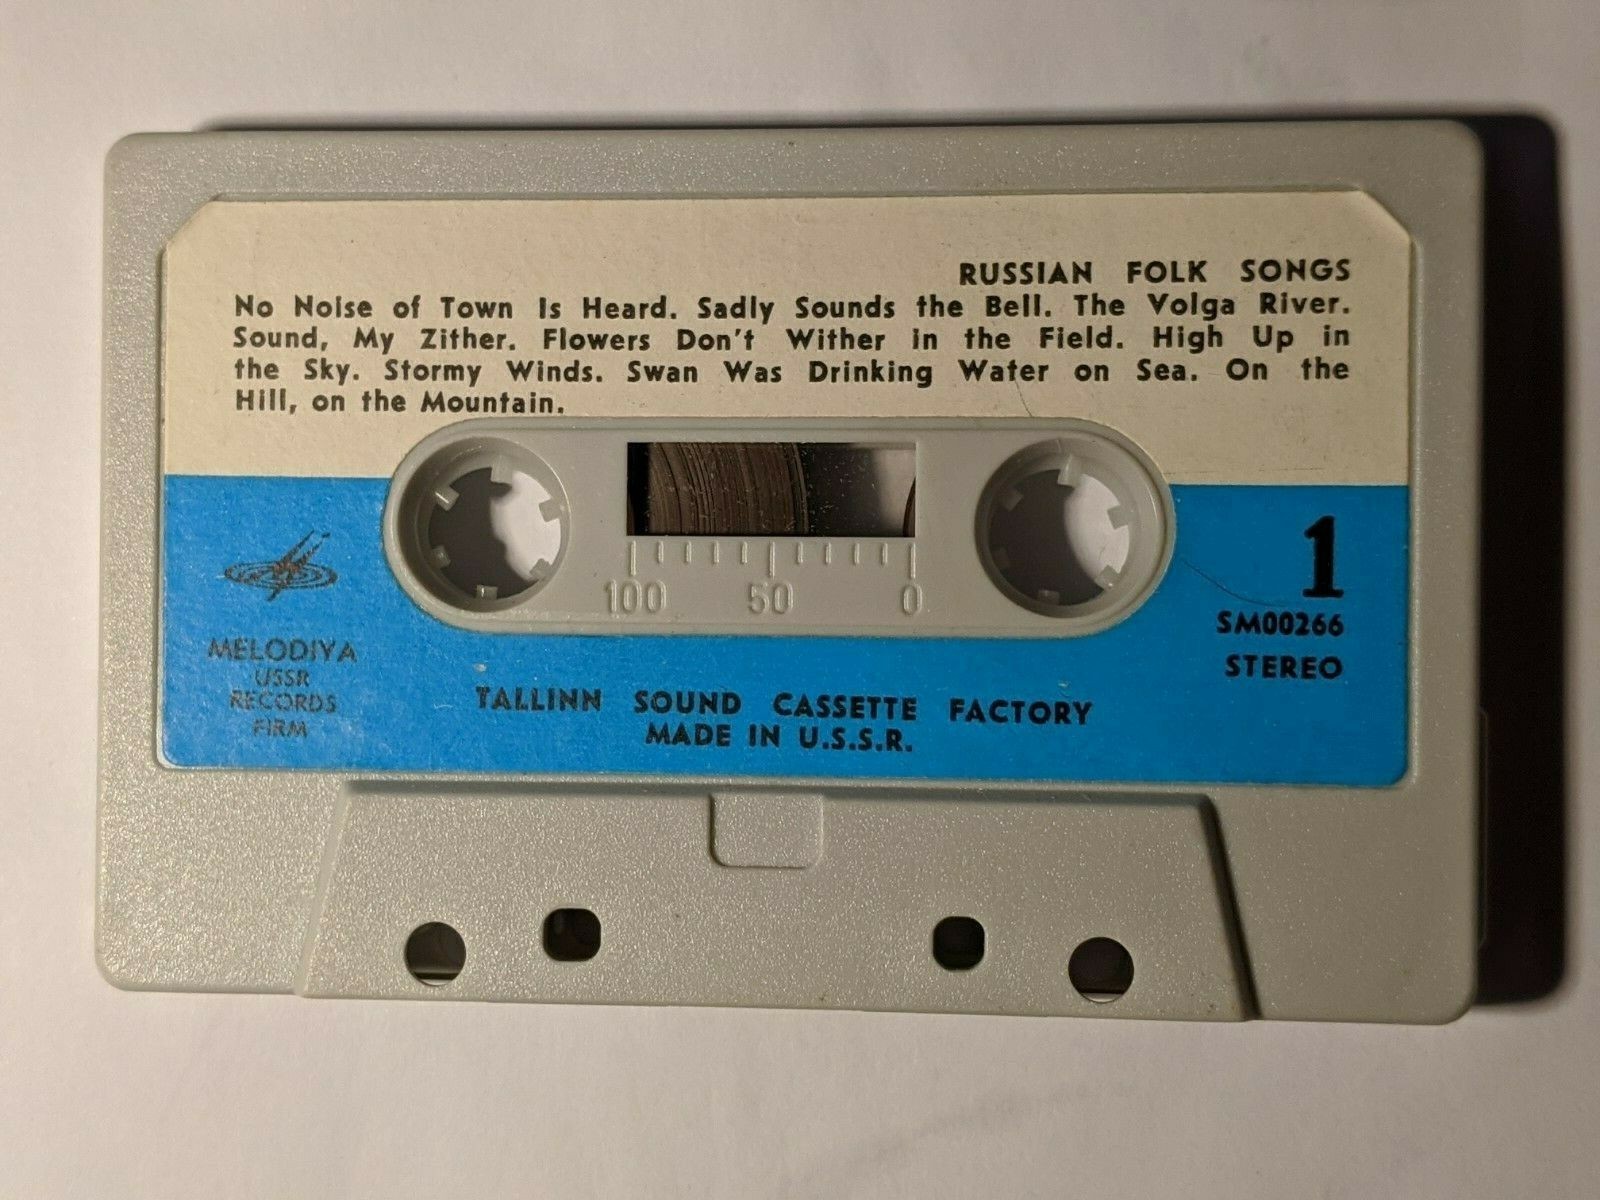 RUSSIAN FOLK SONGS
No Noise of Town Is Heard. Sadly Sounds the Bell. The Volga River.
Sound, My Zither. Flowers Don't Wither in the Field. High Up in
the Sky. Stormy Winds. Swan Was Drinking Water on Sea. On the
Hill, on the Mountain.
100 50 0
1
SM00266
STEREO
MELODIYA
USSR
RECORDS
FIRM
TALLINN SOUND CASSETTE FACTORY
MADE IN U.S.S.R.